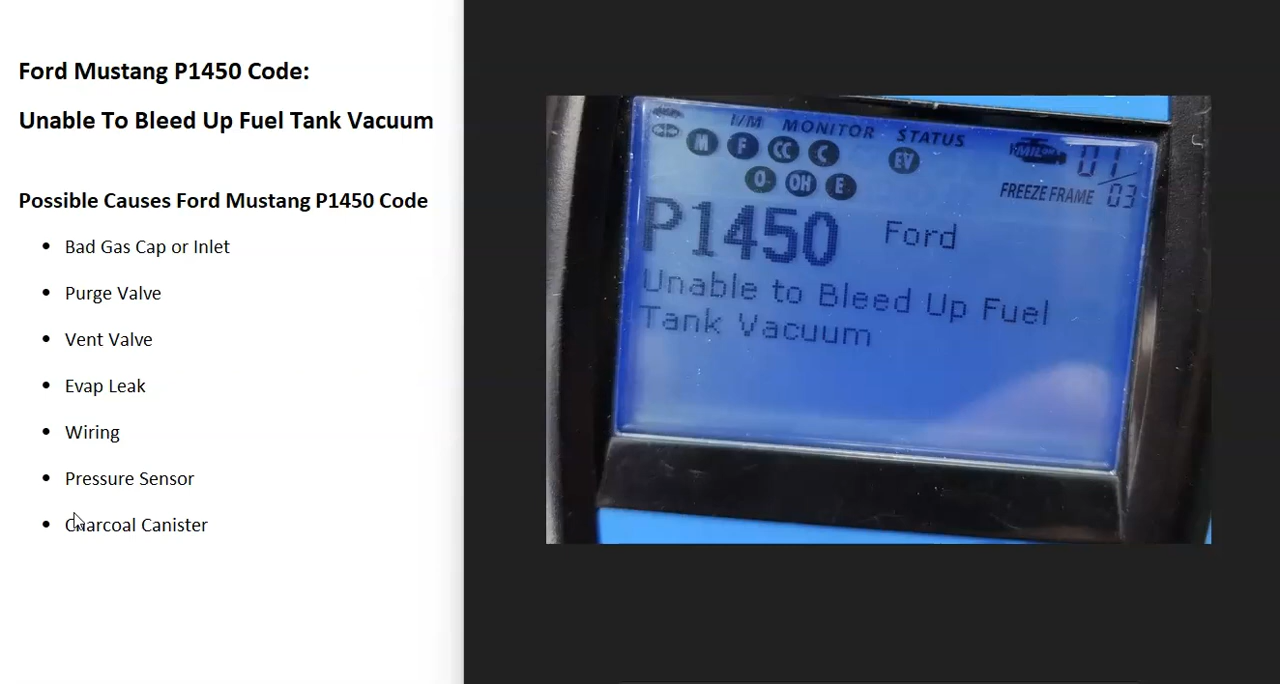 Ford Mustang P1450 Code:
Unable To Bleed Up Fuel Tank Vacuum
Possible Causes Ford Mustang P1450 Code
• Bad Gas Cap or Inlet
• Purge Valve
• Vent Valve
• Evap Leak
• Wiring
• Pressure Sensor
• Charcoal Canister
I/M MONITOR STATUS
M F CC C EV
O OH E
MIL ON 01
FREEZE FRAME 03
P1450 Ford
Unable to Bleed Up Fuel
Tank Vacuum